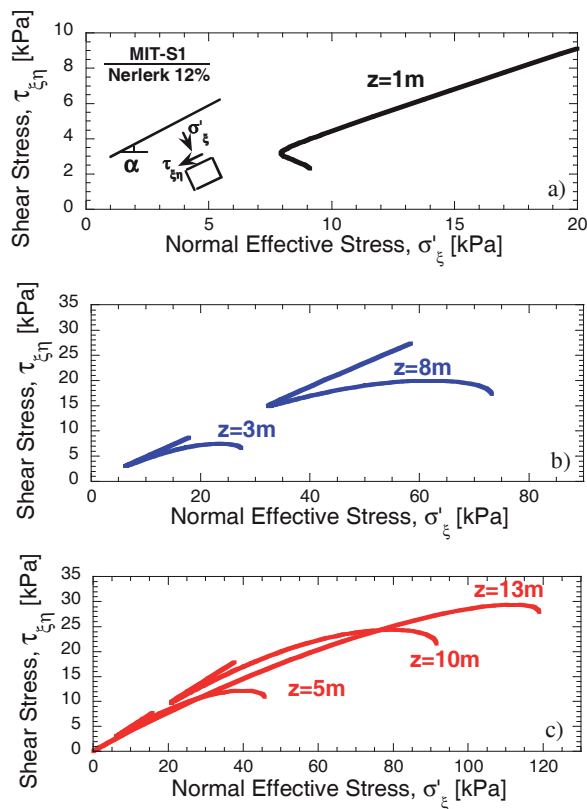 Shear Stress, τξη [kPa]
10
8
6
4
2
0
MIT-S1
Nerlerk 12%
σ'ξ
τξη
α
z=1m
a)
0 5 10 15 20
Normal Effective Stress, σ'ξ [kPa]
Shear Stress, τξη [kPa]
35
30
25
20
15
10
5
0
z=8m
z=3m
b)
0 20 40 60 80
Normal Effective Stress, σ'ξ [kPa]
Shear Stress, τξη [kPa]
35
30
25
20
15
10
5
0
z=13m
z=10m
z=5m
c)
0 20 40 60 80 100 120
Normal Effective Stress, σ'ξ [kPa]